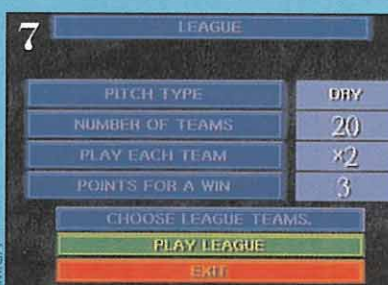 7
LEAGUE
PITCH TYPE DRY
NUMBER OF TEAMS 20
PLAY EACH TEAM ×2
POINTS FOR A WIN 3
CHOOSE LEAGUE TEAMS.
PLAY LEAGUE
EXIT